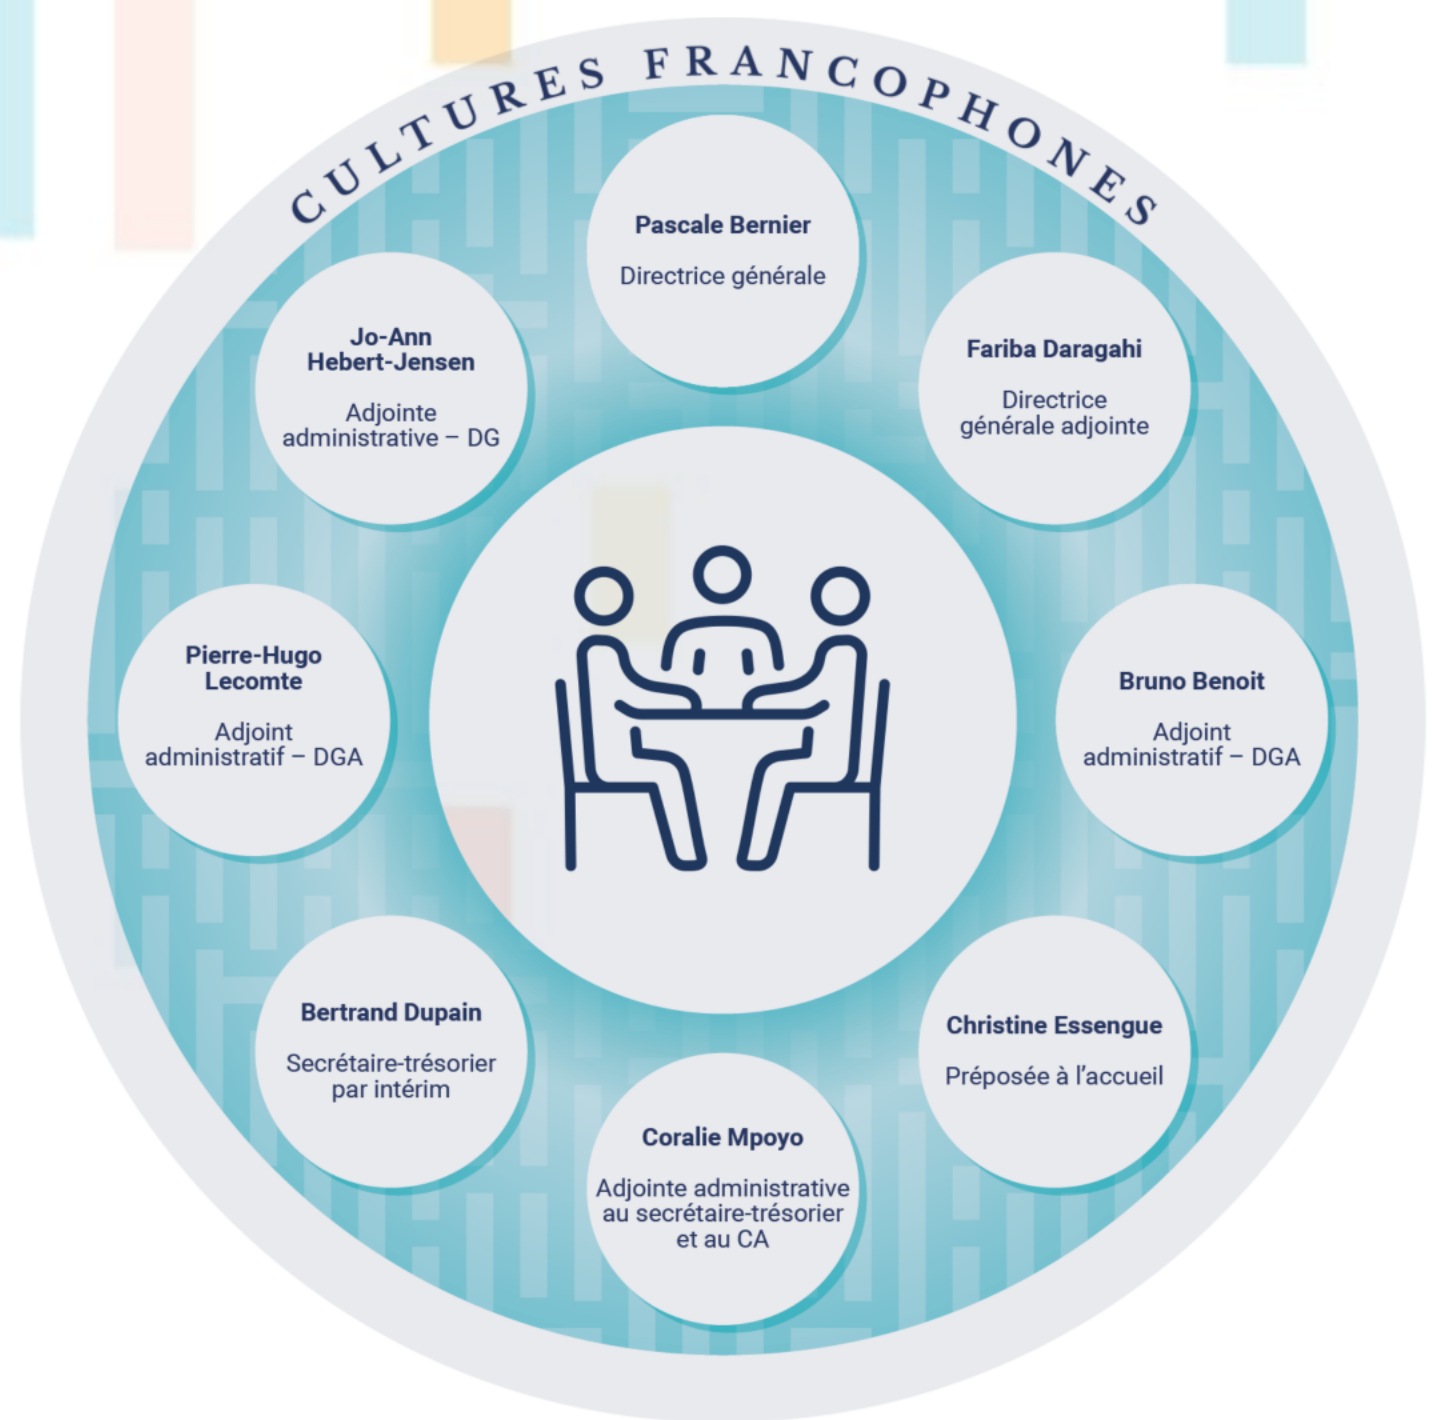 CULTURES FRANCOPHONES
Pascale Bernier
Directrice générale
Fariba Daragahi
Directrice
générale adjointe
Bruno Benoit
Adjoint
administratif – DGA
Christine Essengue
Préposée à l’accueil
Coralie Mpoyo
Adjointe administrative
au secrétaire-trésorier
et au CA
Bertrand Dupain
Secrétaire-trésorier
par intérim
Pierre-Hugo
Lecomte
Adjoint
administratif – DGA
Jo-Ann
Hebert-Jensen
Adjointe
administrative – DG